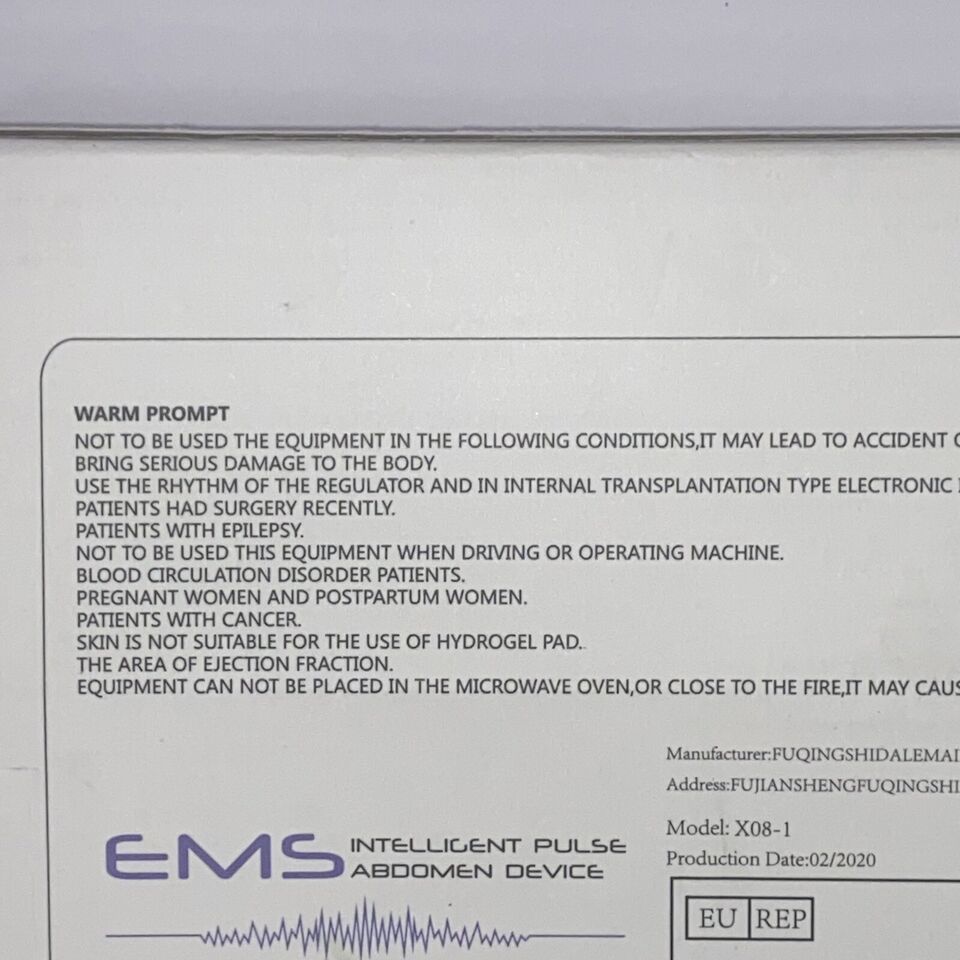 WARM PROMPT
NOT TO BE USED THE EQUIPMENT IN THE FOLLOWING CONDITIONS,IT MAY LEAD TO ACCIDENT
BRING SERIOUS DAMAGE TO THE BODY.
USE THE RHYTHM OF THE REGULATOR AND IN INTERNAL TRANSPLANTATION TYPE ELECTRONIC
PATIENTS HAD SURGERY RECENTLY.
PATIENTS WITH EPILEPSY.
NOT TO BE USED THIS EQUIPMENT WHEN DRIVING OR OPERATING MACHINE.
BLOOD CIRCULATION DISORDER PATIENTS.
PREGNANT WOMEN AND POSTPARTUM WOMEN.
PATIENTS WITH CANCER.
SKIN IS NOT SUITABLE FOR THE USE OF HYDROGEL PAD.
THE AREA OF EJECTION FRACTION.
EQUIPMENT CAN NOT BE PLACED IN THE MICROWAVE OVEN,OR CLOSE TO THE FIRE,IT MAY CAUS
Manufacturer:FUQINGSHIDALEMAI
Address:FUJIANSHENGFUQINGSHI
Model: X08-1
Production Date:02/2020
EMS INTELLIGENT PULSE
ABDOMEN DEVICE
EU REP